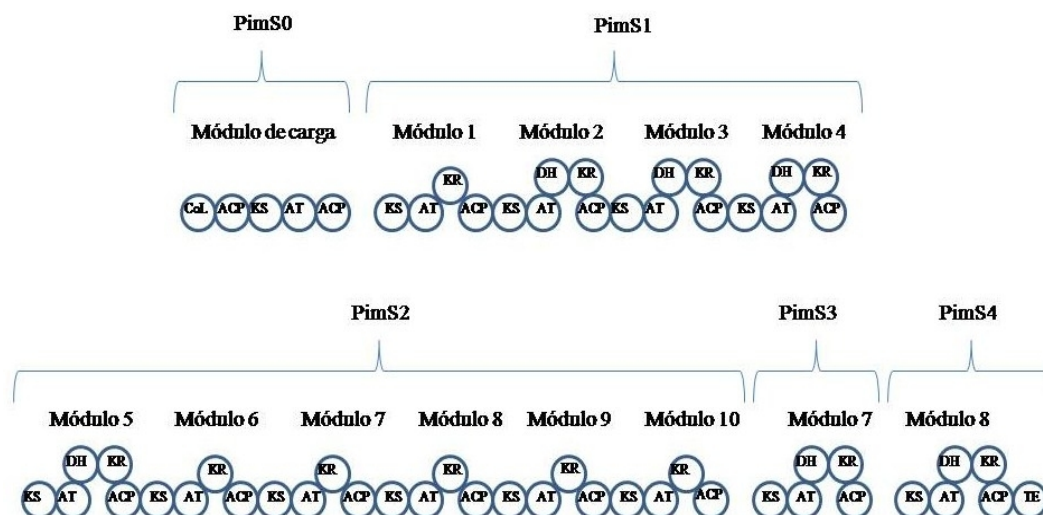 PimS0 PimS1
Módulo de carga Módulo 1 Módulo 2 Módulo 3 Módulo 4
KR DH KR DH KR DH KR
CoL ACP KS AT ACP KS AT ACP KS AT ACP KS AT ACP KS AT ACP
PimS2 PimS3 PimS4
Módulo 5 Módulo 6 Módulo 7 Módulo 8 Módulo 9 Módulo 10 Módulo 7 Módulo 8
DH KR KR KR KR KR KR DH KR DH KR
KS AT ACP KS AT ACP KS AT ACP KS AT ACP KS AT ACP KS AT ACP KS AT ACP KS AT ACP TE